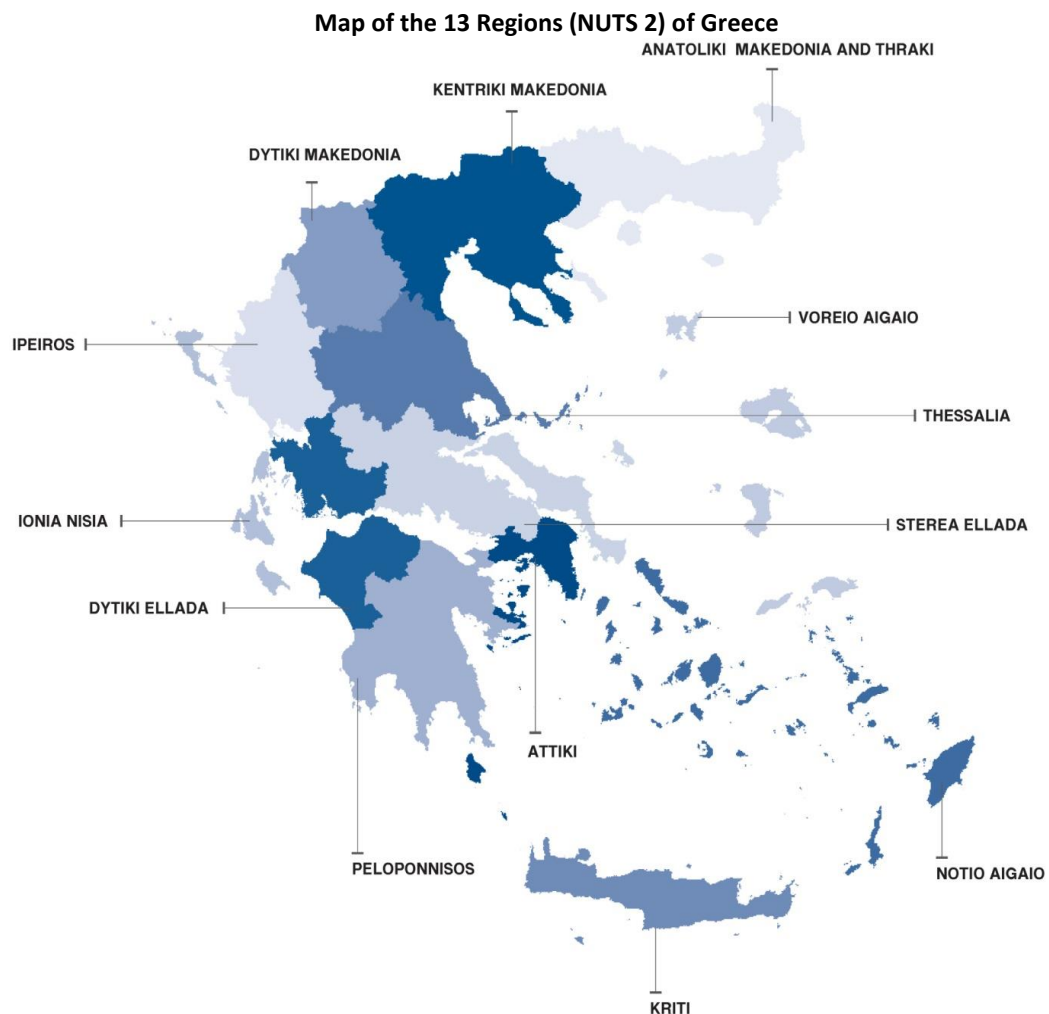 Map of the 13 Regions (NUTS 2) of Greece
ANATOLIKI MAKEDONIA AND THRAKI
KENTRIKI MAKEDONIA
DYTIKI MAKEDONIA
VOREIO AIGAIO
IPEIROS
THESSALIA
IONIA NISIA
STEREA ELLADA
DYTIKI ELLADA
ATTIKI
PELOPONNISOS
NOTIO AIGAIO
KRITI